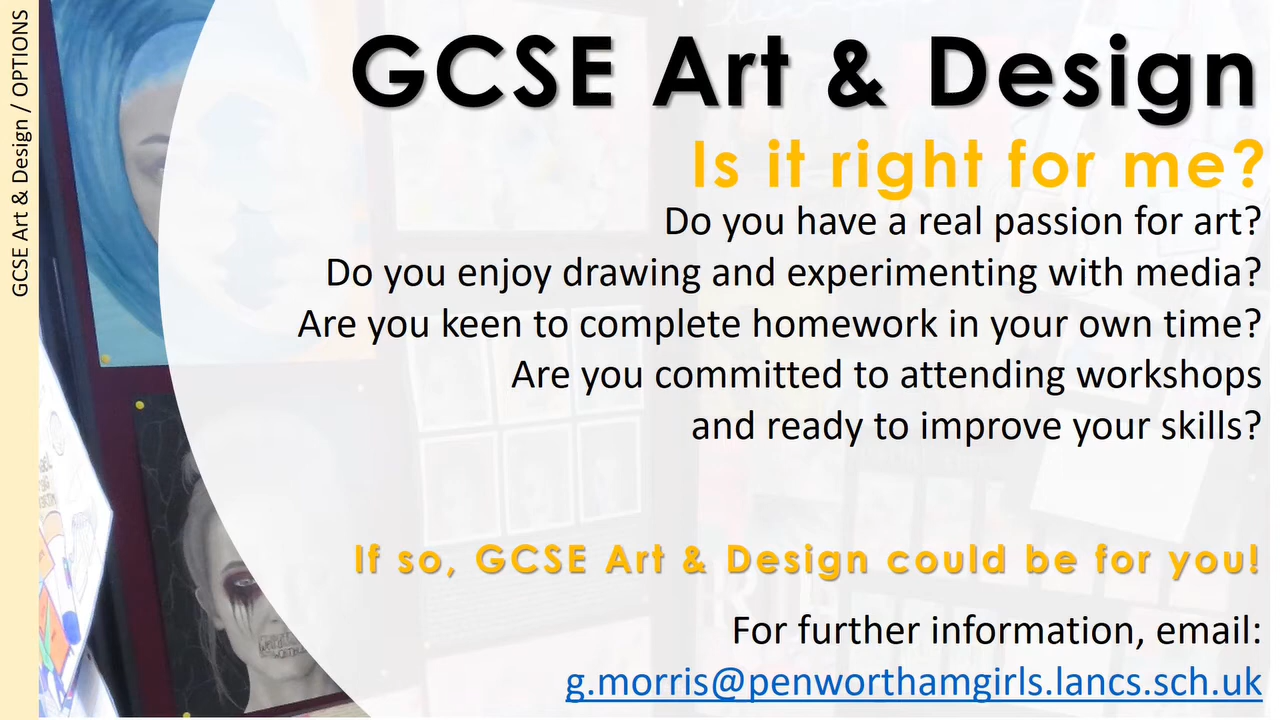 GCSE Art & Design / OPTIONS
GCSE Art & Design
Is it right for me?
Do you have a real passion for art?
Do you enjoy drawing and experimenting with media?
Are you keen to complete homework in your own time?
Are you committed to attending workshops
and ready to improve your skills?
If so, GCSE Art & Design could be for you!
For further information, email:
g.morris@penworthamgirls.lancs.sch.uk